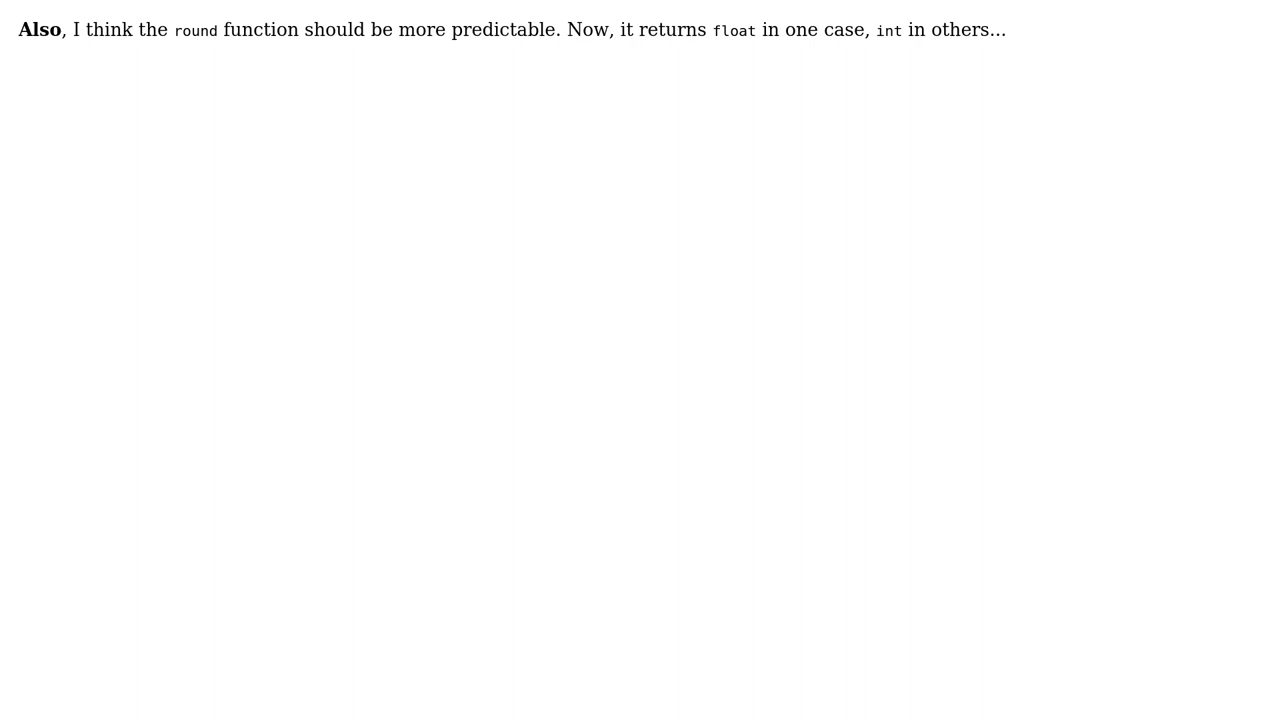 Also, I think the round function should be more predictable. Now, it returns float in one case, int in others...